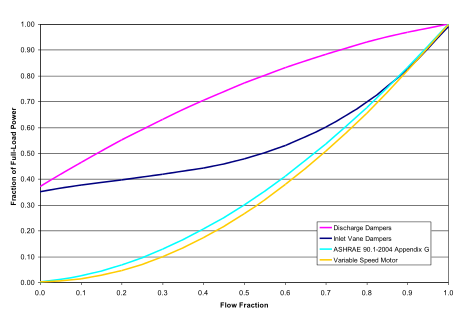 1.00
0.90
0.80
0.70
0.60
0.50
0.40
0.30
0.20
0.10
0.00
Fraction of Full-Load Power
Discharge Dampers
Inlet Vane Dampers
ASHRAE 90.1-2004 Appendix G
Variable Speed Motor
0.0 0.1 0.2 0.3 0.4 0.5 0.6 0.7 0.8 0.9 1.0
Flow Fraction